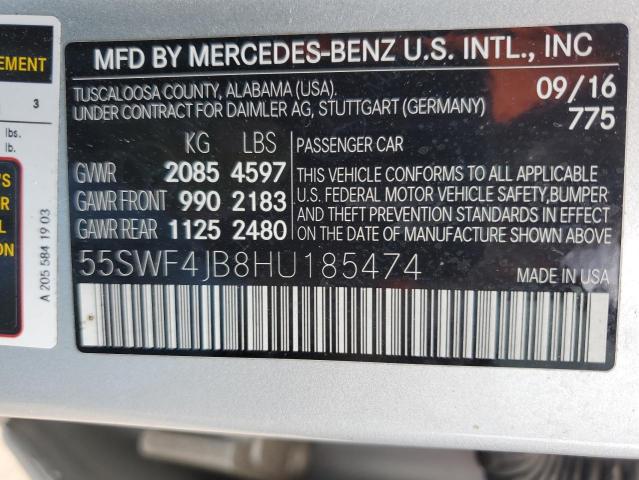 MFD BY MERCEDES-BENZ U.S. INTL., INC
TUSCALOOSA COUNTY, ALABAMA (USA). 09/16
UNDER CONTRACT FOR DAIMLER AG, STUTTGART (GERMANY) 775
KG LBS PASSENGER CAR
GVWR 2085 4597 THIS VEHICLE CONFORMS TO ALL APPLICABLE
GAWR FRONT 990 2183 U.S. FEDERAL MOTOR VEHICLE SAFETY,BUMPER
AND THEFT PREVENTION STANDARDS IN EFFECT
GAWR REAR 1125 2480 ON THE DATE OF MANUFACTURE SHOWN ABOVE.
55SWF4JB8HU185474 MADE IN USA
EMENT
3
lbs.
lb.
A 205 584 19 03